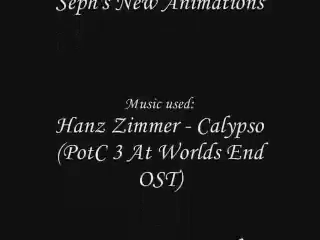 Seph's New Animations
Music used:
Hanz Zimmer - Calypso
(PotC 3 At Worlds End
OST)